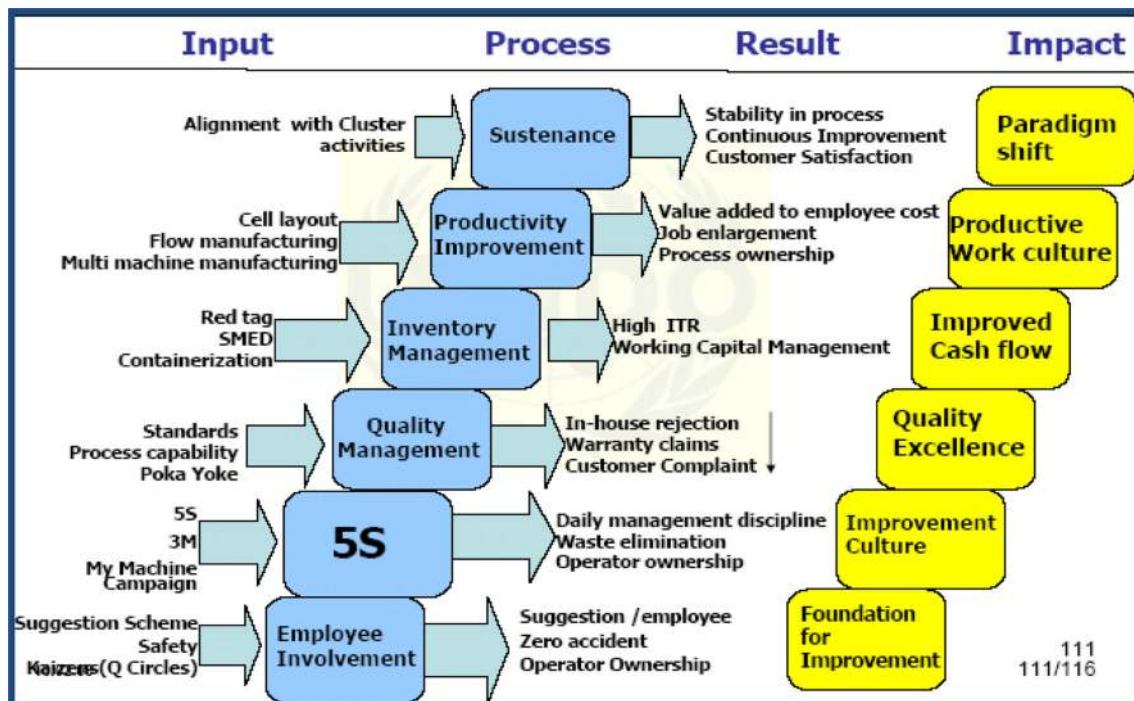 Input Process Result Impact
Alignment with Cluster
activities
Sustenance
Stability in process
Continuous Improvement
Customer Satisfaction
Paradigm
shift
Cell layout
Flow manufacturing
Multi machine manufacturing
Productivity
Improvement
Value added to employee cost
Job enlargement
Process ownership
Productive
Work culture
Red tag
SMED
Containerization
Inventory
Management
High ITR
Working Capital Management
Improved
Cash flow
Standards
Process capability
Poka Yoke
Quality
Management
In-house rejection
Warranty claims
Customer Complaint
Quality
Excellence
5S
3M
My Machine
Campaign
5S
Daily management discipline
Waste elimination
Operator ownership
Improvement
Culture
Suggestion Scheme
Safety
Kaizens(Q Circles)
Employee
Involvement
Suggestion /employee
Zero accident
Operator Ownership
Foundation
for
Improvement
111
111/116